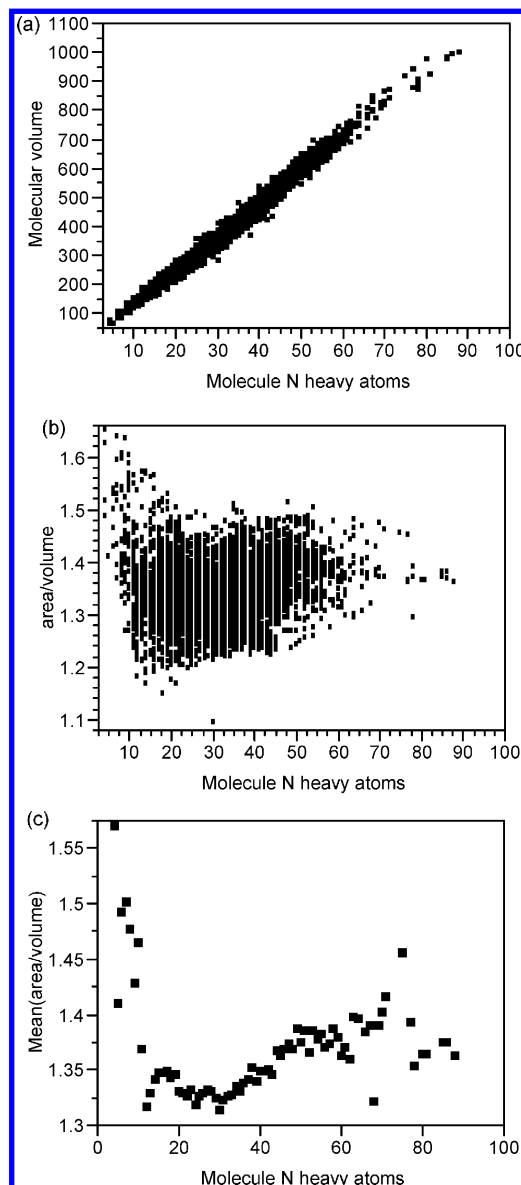 (a)
1100
1000
900
800
700
600
500
400
300
200
100
Molecular volume
10 20 30 40 50 60 70 80 90 100
Molecule N heavy atoms
(b)
1.6
1.5
1.4
1.3
1.2
1.1
area/volume
10 20 30 40 50 60 70 80 90 100
Molecule N heavy atoms
(c)
1.55
1.5
1.45
1.4
1.35
1.3
Mean(area/volume)
0 20 40 60 80 100
Molecule N heavy atoms